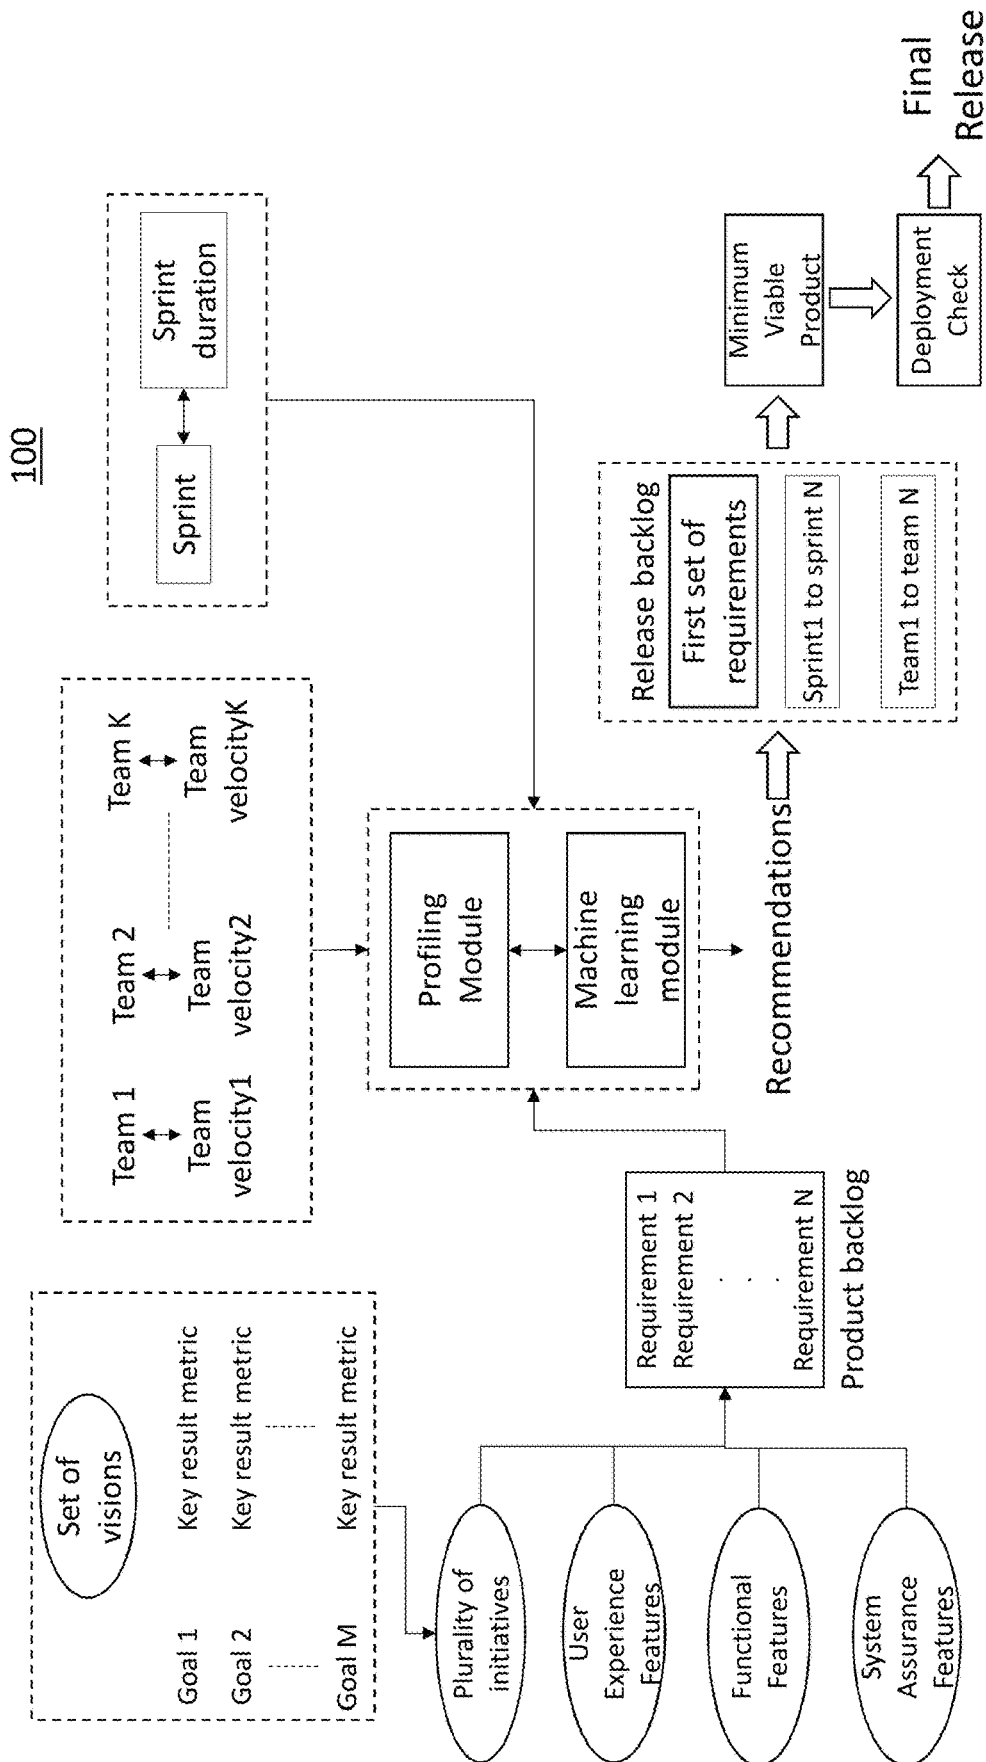 100
Set of
visions
Goal 1 Key result metric
Goal 2 Key result metric
Goal M Key result metric
Team 1
Team
velocity1
Team 2
Team
velocity2
Team K
Team
velocityK
Sprint
Sprint
duration
Plurality of
initiatives
User
Experience
Features
Functional
Features
System
Assurance
Features
Requirement 1
Requirement 2
.
.
.
Requirement N
Product backlog
Profiling
Module
Machine
learning
module
Recommendations
Release backlog
First set of
requirements
Sprint1 to sprint N
Team1 to team N
Minimum
Viable
Product
Deployment
Check
Final
Release